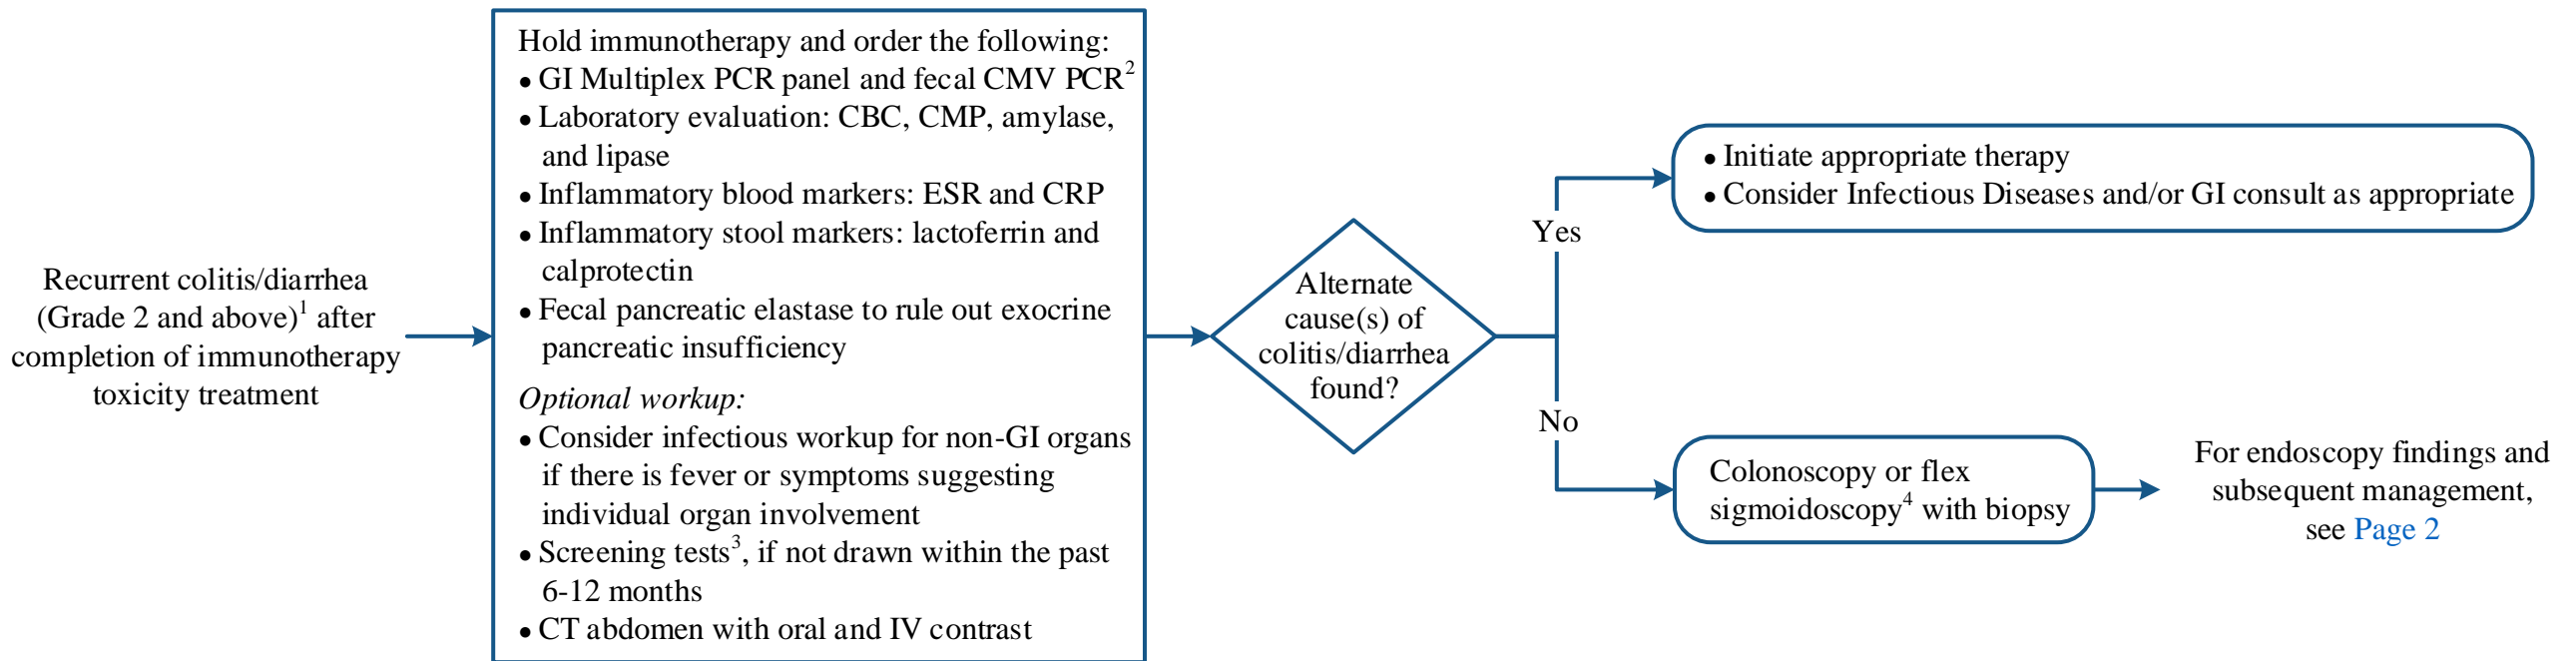 Recurrent colitis/diarrhea
(Grade 2 and above)¹ after
completion of immunotherapy
toxicity treatment
Hold immunotherapy and order the following:
● GI Multiplex PCR panel and fecal CMV PCR²
● Laboratory evaluation: CBC, CMP, amylase,
and lipase
● Inflammatory blood markers: ESR and CRP
● Inflammatory stool markers: lactoferrin and
calprotectin
● Fecal pancreatic elastase to rule out exocrine
pancreatic insufficiency
Optional workup:
● Consider infectious workup for non-GI organs
if there is fever or symptoms suggesting
individual organ involvement
● Screening tests³, if not drawn within the past
6-12 months
● CT abdomen with oral and IV contrast
Alternate
cause(s) of
colitis/diarrhea
found?
Yes
● Initiate appropriate therapy
● Consider Infectious Diseases and/or GI consult as appropriate
No
Colonoscopy or flex
sigmoidoscopy⁴ with biopsy
For endoscopy findings and
subsequent management,
see Page 2